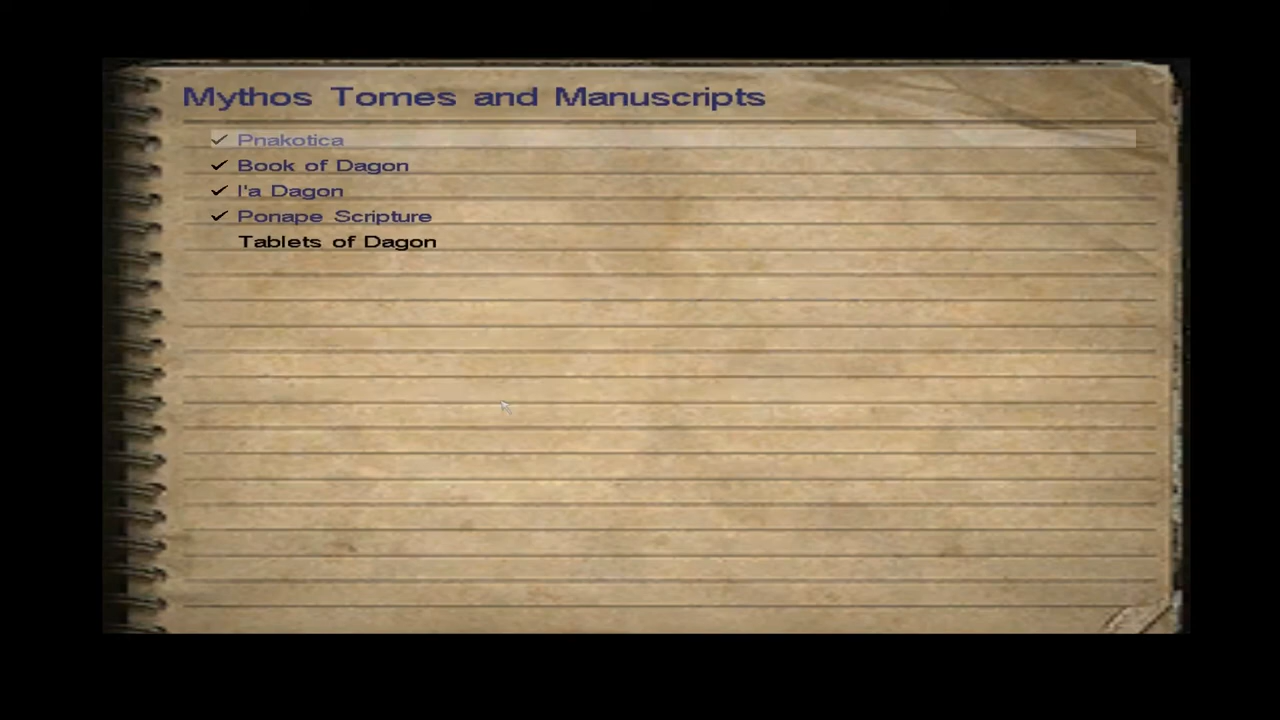 Mythos Tomes and Manuscripts
✓ Pnakotica
✓ Book of Dagon
✓ I'a Dagon
✓ Ponape Scripture
Tablets of Dagon